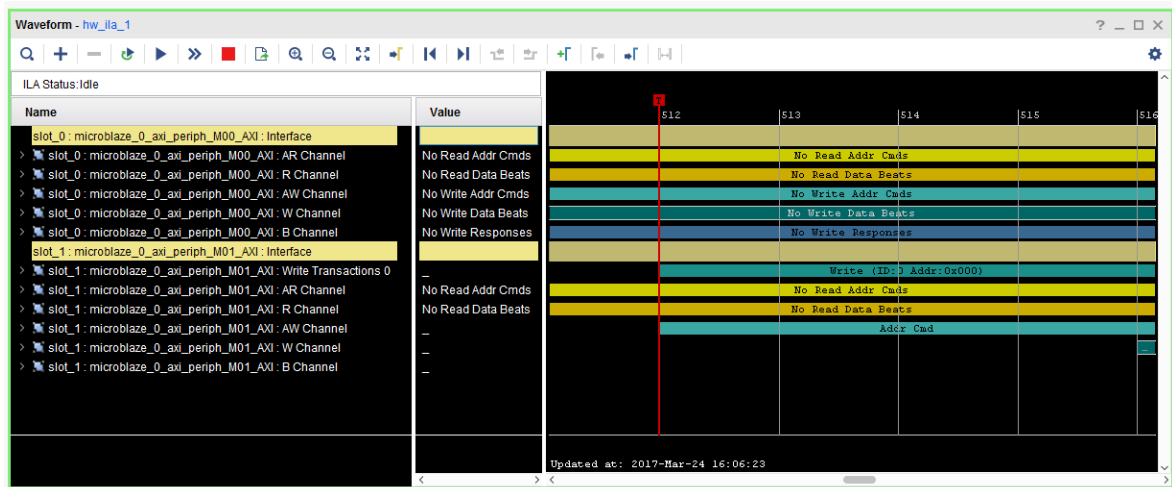 Waveform - hw_ila_1
? _ □ X
ILA Status:Idle
Name Value
512 513 514 515 516
T
slot_0 : microblaze_0_axi_periph_M00_AXI : Interface
slot_0 : microblaze_0_axi_periph_M00_AXI : AR Channel No Read Addr Cmds No Read Addr Cmds
slot_0 : microblaze_0_axi_periph_M00_AXI : R Channel No Read Data Beats No Read Data Beats
slot_0 : microblaze_0_axi_periph_M00_AXI : AW Channel No Write Addr Cmds No Write Addr Cmds
slot_0 : microblaze_0_axi_periph_M00_AXI : W Channel No Write Data Beats No Write Data Beats
slot_0 : microblaze_0_axi_periph_M00_AXI : B Channel No Write Responses No Write Responses
slot_1 : microblaze_0_axi_periph_M01_AXI : Interface
slot_1 : microblaze_0_axi_periph_M01_AXI : Write Transactions 0 _ Write (ID:0 Addr:0x000)
slot_1 : microblaze_0_axi_periph_M01_AXI : AR Channel No Read Addr Cmds No Read Addr Cmds
slot_1 : microblaze_0_axi_periph_M01_AXI : R Channel No Read Data Beats No Read Data Beats
slot_1 : microblaze_0_axi_periph_M01_AXI : AW Channel _ Addr Cmd
slot_1 : microblaze_0_axi_periph_M01_AXI : W Channel _ _
slot_1 : microblaze_0_axi_periph_M01_AXI : B Channel _
Updated at: 2017-Mar-24 16:06:23